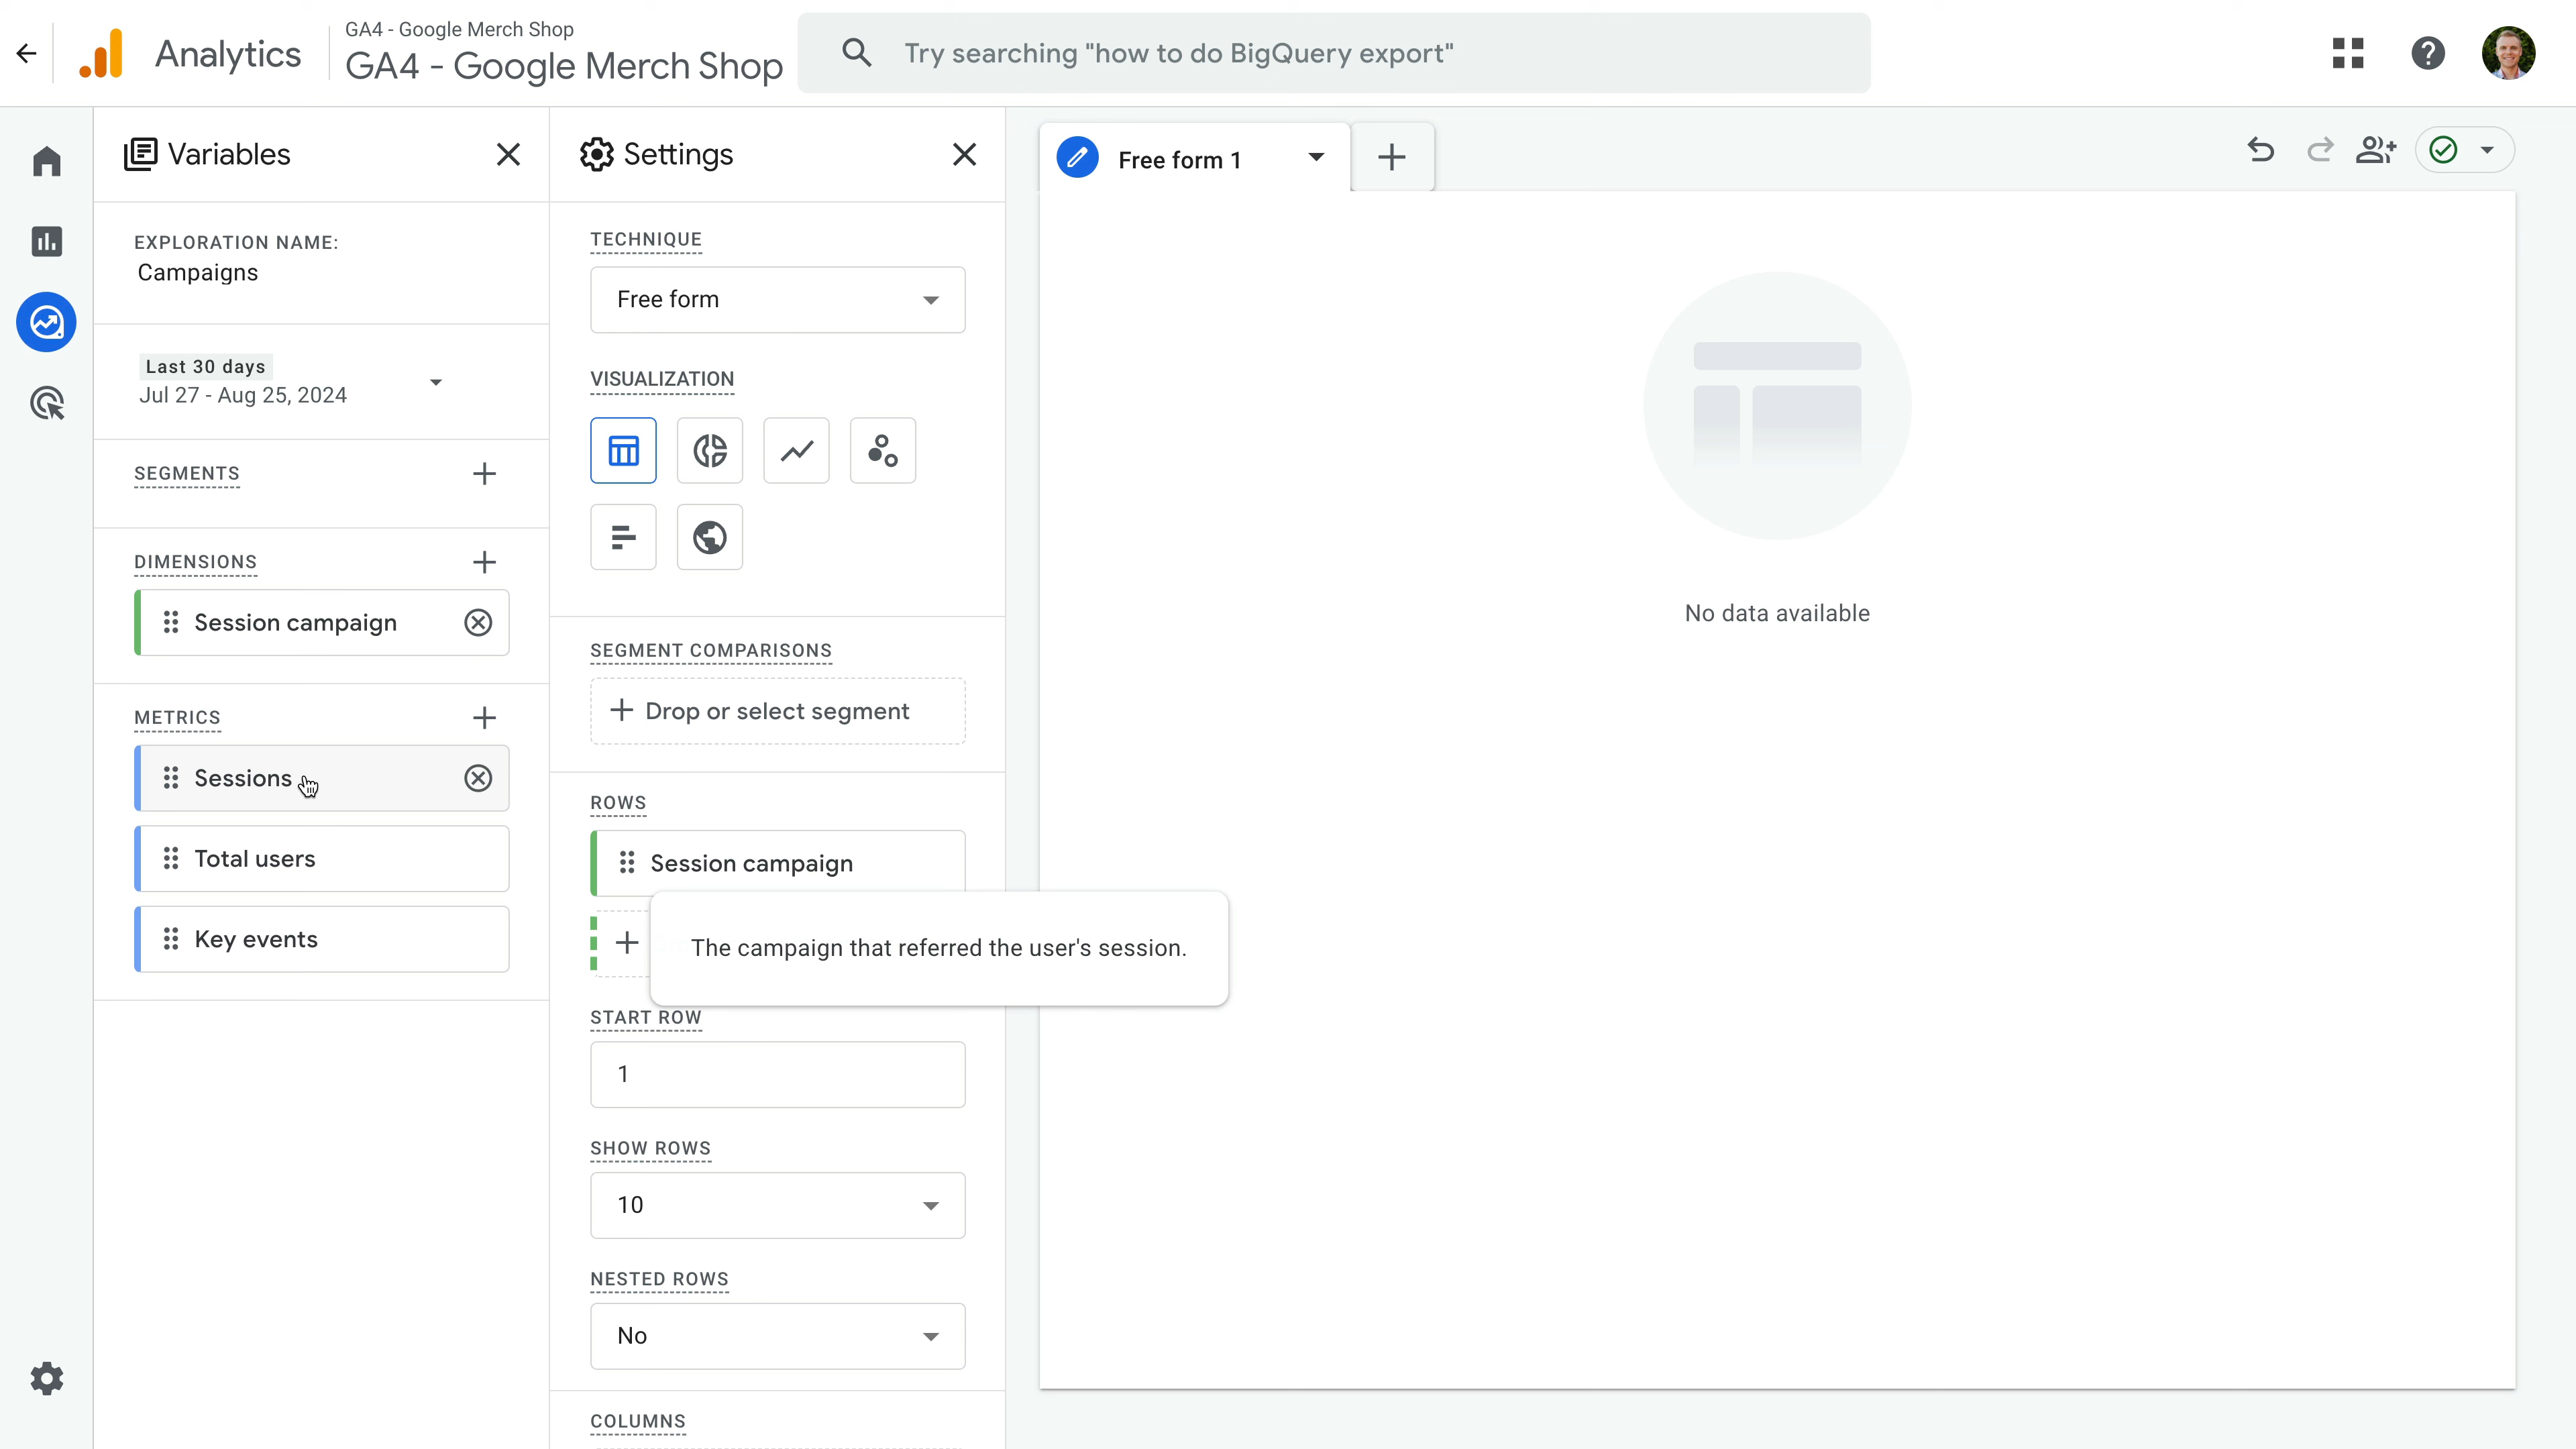 GA4 - Google Merch Shop
Analytics
GA4 - Google Merch Shop
Try searching "how to do BigQuery export"
Variables
EXPLORATION NAME:
Campaigns
Last 30 days
Jul 27 - Aug 25, 2024
SEGMENTS
DIMENSIONS
Session campaign
METRICS
Sessions
Total users
Key events
Settings
TECHNIQUE
Free form
VISUALIZATION
SEGMENT COMPARISONS
Drop or select segment
ROWS
Session campaign
The campaign that referred the user's session.
START ROW
1
SHOW ROWS
10
NESTED ROWS
No
COLUMNS
Free form 1
No data available